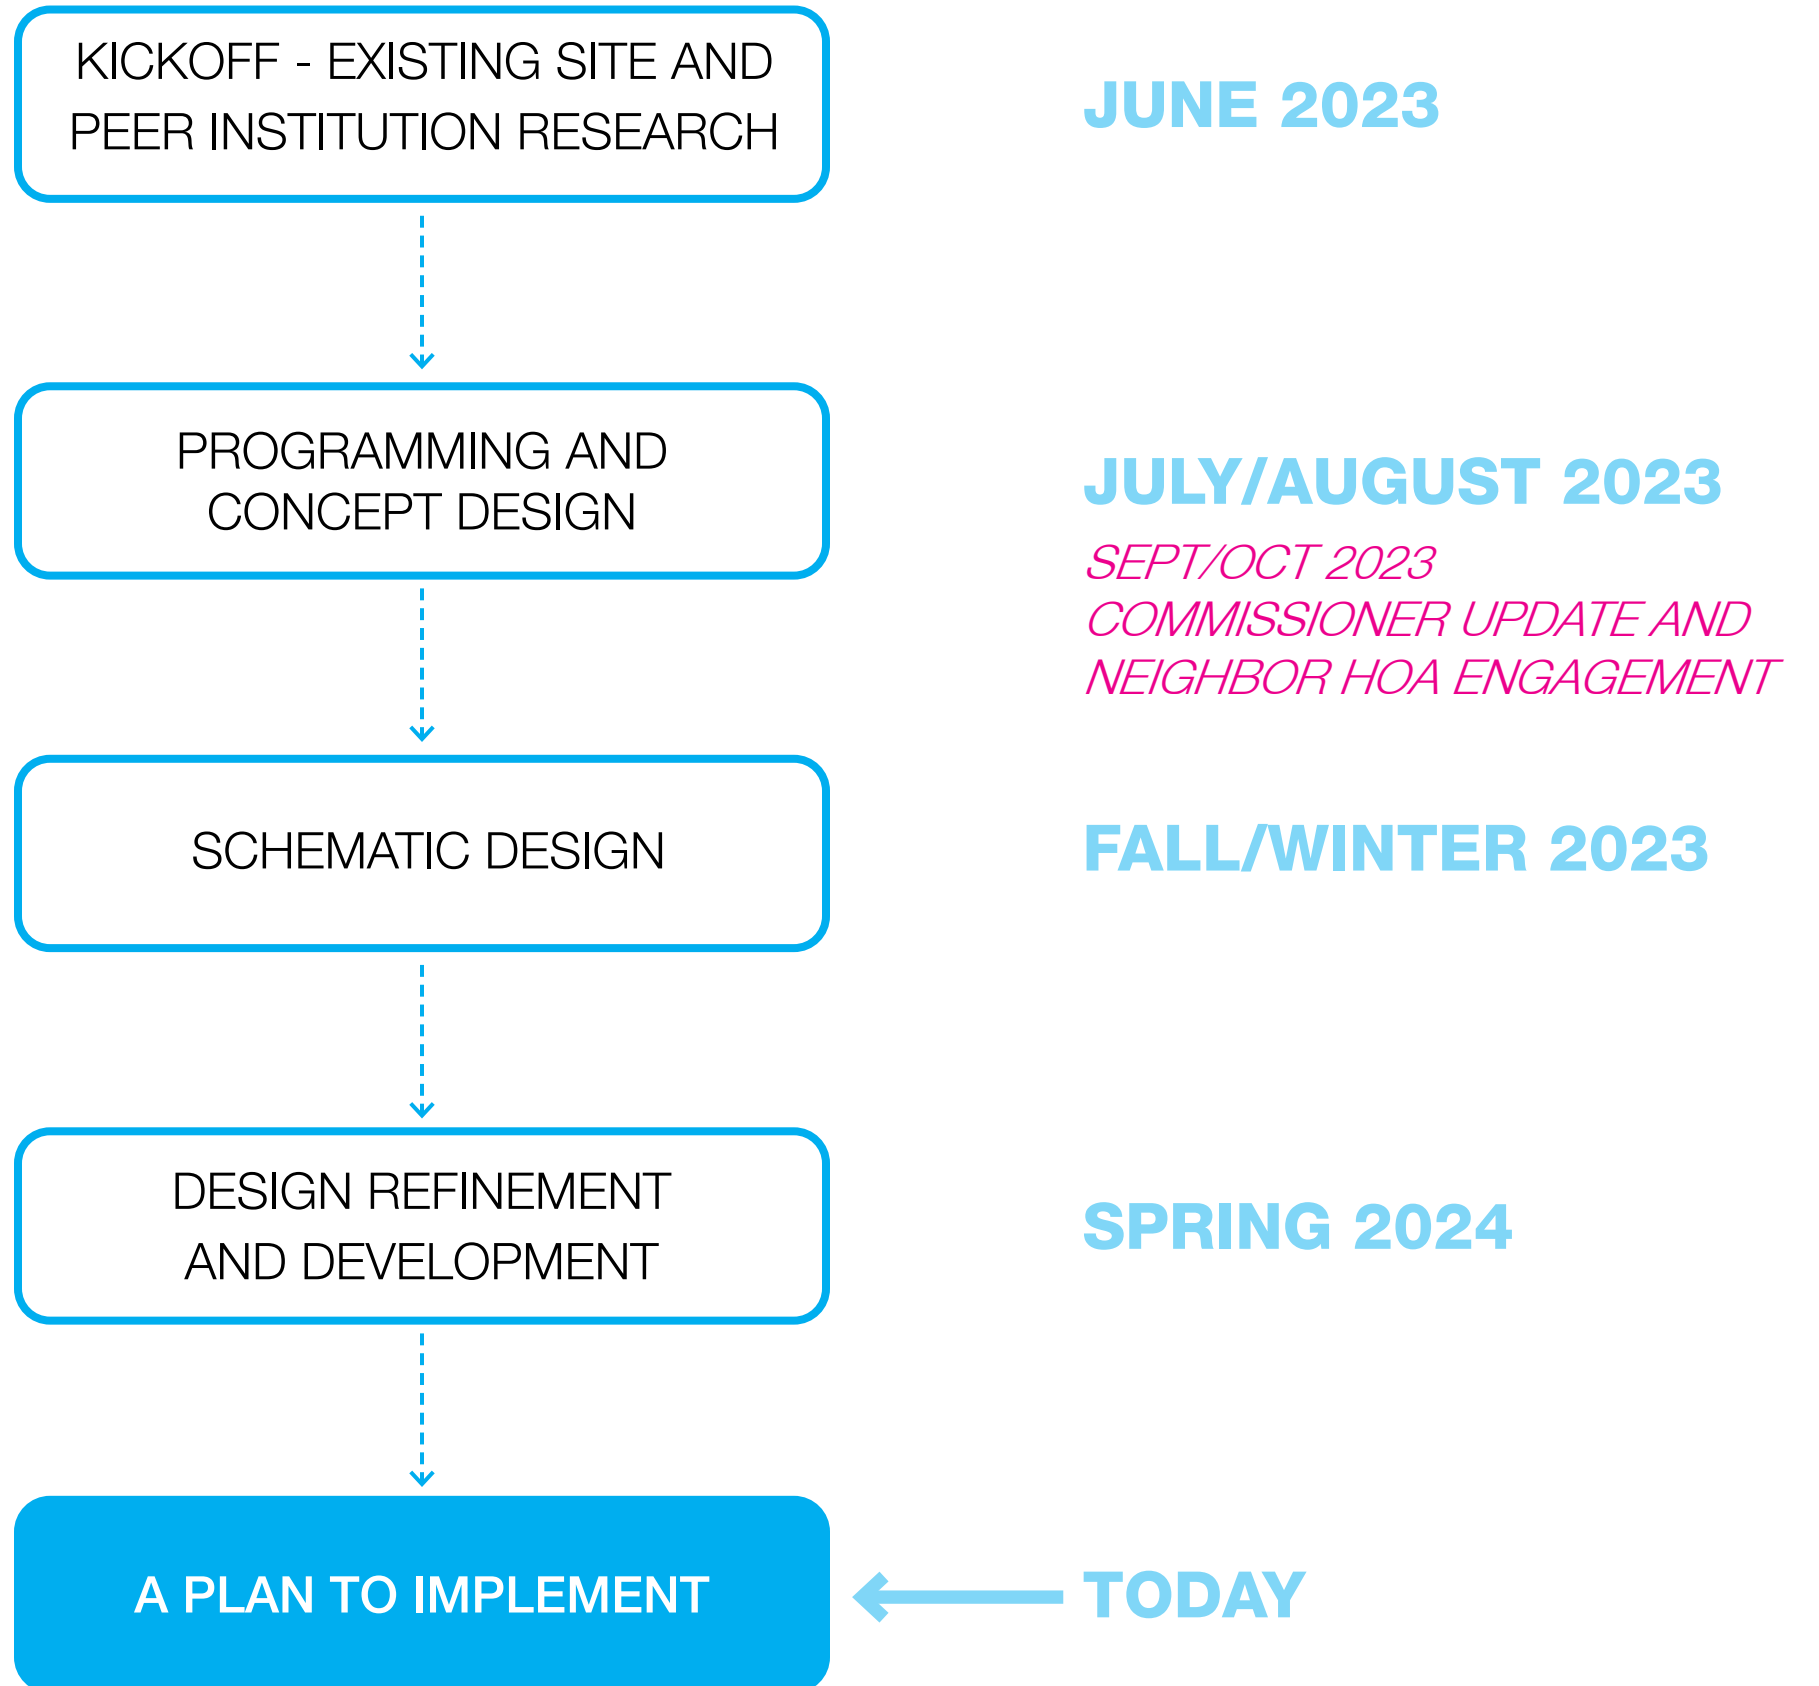 KICKOFF - EXISTING SITE AND
PEER INSTITUTION RESEARCH
JUNE 2023
PROGRAMMING AND
CONCEPT DESIGN
JULY/AUGUST 2023
SEPT/OCT 2023
COMMISSIONER UPDATE AND
NEIGHBOR HOA ENGAGEMENT
SCHEMATIC DESIGN
FALL/WINTER 2023
DESIGN REFINEMENT
AND DEVELOPMENT
SPRING 2024
A PLAN TO IMPLEMENT
TODAY